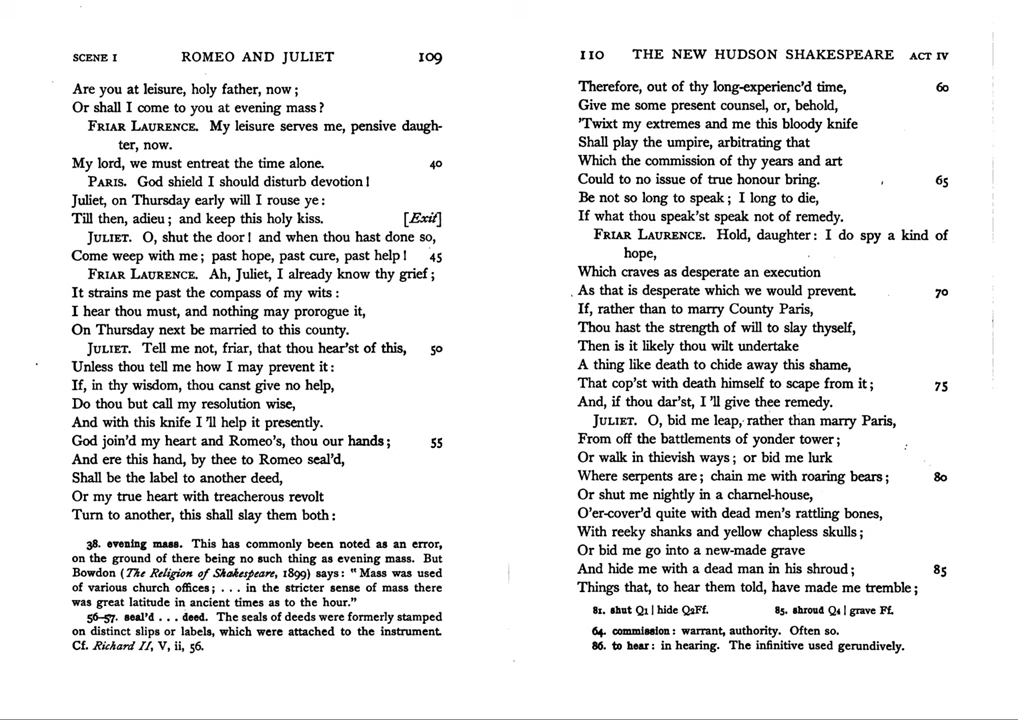 SCENE I ROMEO AND JULIET 109
Are you at leisure, holy father, now;
Or shall I come to you at evening mass?
FRIAR LAURENCE. My leisure serves me, pensive daugh-
ter, now.
My lord, we must entreat the time alone. 40
PARIS. God shield I should disturb devotion!
Juliet, on Thursday early will I rouse ye:
Till then, adieu; and keep this holy kiss. [Exit]
JULIET. O, shut the door! and when thou hast done so,
Come weep with me; past hope, past cure, past help! 45
FRIAR LAURENCE. Ah, Juliet, I already know thy grief;
It strains me past the compass of my wits:
I hear thou must, and nothing may prorogue it,
On Thursday next be married to this county.
JULIET. Tell me not, friar, that thou hear'st of this, 50
Unless thou tell me how I may prevent it:
If, in thy wisdom, thou canst give no help,
Do thou but call my resolution wise,
And with this knife I 'll help it presently.
God join'd my heart and Romeo's, thou our hands; 55
And ere this hand, by thee to Romeo seal'd,
Shall be the label to another deed,
Or my true heart with treacherous revolt
Turn to another, this shall slay them both:
38. evening mass. This has commonly been noted as an error,
on the ground of there being no such thing as evening mass. But
Bowdon (The Religion of Shakespeare, 1899) says: "Mass was used
of various church offices; . . . in the stricter sense of mass there
was great latitude in ancient times as to the hour."
56–57. seal'd . . . deed. The seals of deeds were formerly stamped
on distinct slips or labels, which were attached to the instrument.
Cf. Richard II, V, ii, 56.
110 THE NEW HUDSON SHAKESPEARE ACT IV
Therefore, out of thy long-experienc'd time, 60
Give me some present counsel, or, behold,
'Twixt my extremes and me this bloody knife
Shall play the umpire, arbitrating that
Which the commission of thy years and art
Could to no issue of true honour bring. 65
Be not so long to speak; I long to die,
If what thou speak'st speak not of remedy.
FRIAR LAURENCE. Hold, daughter: I do spy a kind of
hope,
Which craves as desperate an execution
As that is desperate which we would prevent. 70
If, rather than to marry County Paris,
Thou hast the strength of will to slay thyself,
Then is it likely thou wilt undertake
A thing like death to chide away this shame,
That cop'st with death himself to scape from it; 75
And, if thou dar'st, I 'll give thee remedy.
JULIET. O, bid me leap, rather than marry Paris,
From off the battlements of yonder tower;
Or walk in thievish ways; or bid me lurk
Where serpents are; chain me with roaring bears; 80
Or shut me nightly in a charnel-house,
O'er-cover'd quite with dead men's rattling bones,
With reeky shanks and yellow chapless skulls;
Or bid me go into a new-made grave
And hide me with a dead man in his shroud; 85
Things that, to hear them told, have made me tremble;
81. shut Q1 | hide Q2Ff. 85. shroud Q4 | grave Ff.
64. commission: warrant, authority. Often so.
86. to hear: in hearing. The infinitive used gerundively.